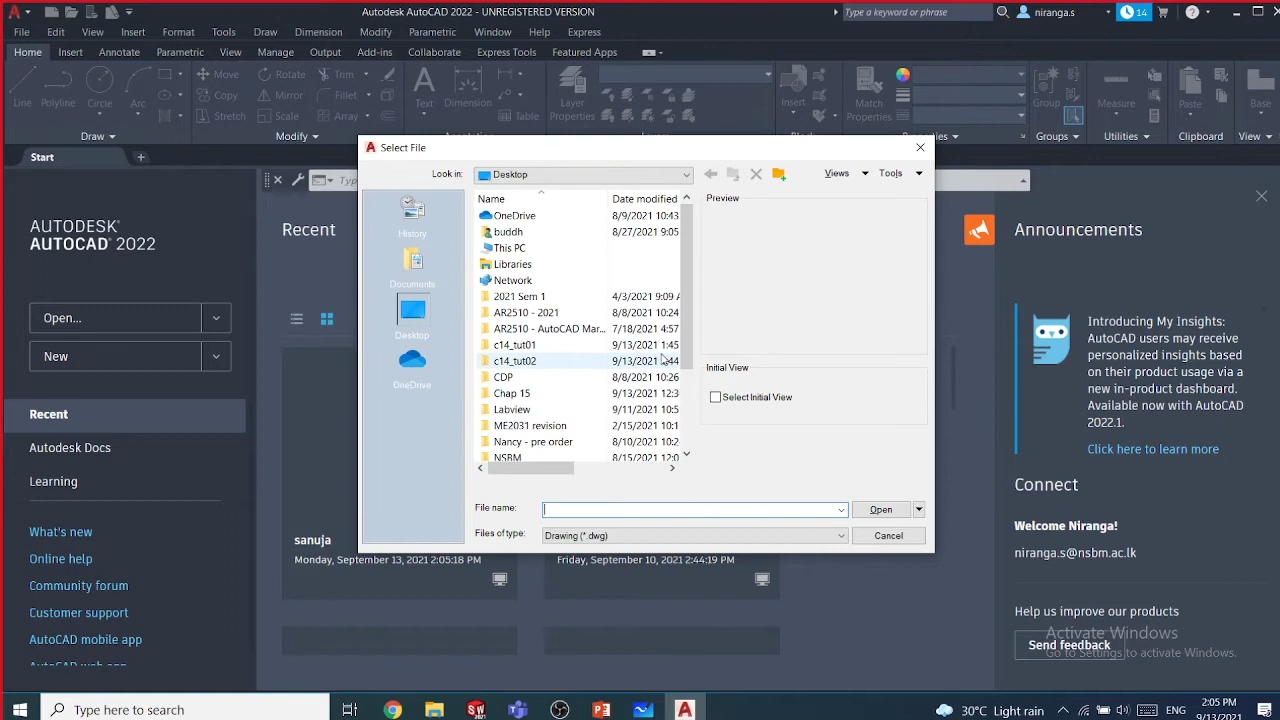 Autodesk AutoCAD 2022 - UNREGISTERED VERSION
Type a keyword or phrase
niranga.s
14
File Edit View Insert Format Tools Draw Dimension Modify Parametric Window Help Express
Home Insert Annotate Parametric View Manage Output Add-ins Collaborate Express Tools Featured Apps
Line Polyline Circle Arc
Move Rotate Trim
Copy Mirror Fillet
Stretch Scale Array
Text Dimension
Table
Layer Properties
Insert
Match Properties
Group
Measure
Paste
Base
Draw Modify Groups Utilities Clipboard View
Start
Select File
Look in: Desktop
Views Tools
Name Date modified
OneDrive 8/9/2021 10:43
buddh 8/27/2021 9:05
This PC
Libraries
Network
2021 Sem 1 4/3/2021 9:09 A
AR2510 - 2021 8/8/2021 10:24
AR2510 - AutoCAD Mar... 7/18/2021 4:57
c14_tut01 9/13/2021 1:45
c14_tut02 9/13/2021 :44
CDP 8/8/2021 10:26
Chap 15 9/13/2021 12:3
Labview 9/11/2021 10:5
ME2031 revision 2/15/2021 10:1
Nancy - pre order 8/10/2021 10:2
NSBM 8/15/2021 12:0
History
Documents
Desktop
OneDrive
Preview
Initial View
Select Initial View
File name:
Open
Files of type: Drawing (*.dwg)
Cancel
AUTODESK®
AUTOCAD® 2022
Open...
New
Recent
Autodesk Docs
Learning
What's new
Online help
Community forum
Customer support
AutoCAD mobile app
AutoCAD web app
Recent
sanuja
Monday, September 13, 2021 2:05:18 PM
Friday, September 10, 2021 2:44:19 PM
Announcements
Introducing My Insights:
AutoCAD users may receive
personalized insights based
on their product usage via a
new in-product dashboard.
Available now with AutoCAD
2022.1.
Click here to learn more
Connect
Welcome Niranga!
niranga.s@nsbm.ac.lk
Help us improve our products
Send feedback
Activate Windows
Go to Settings to activate Windows.
Type here to search
30°C Light rain
ENG
2:05 PM
9/13/2021